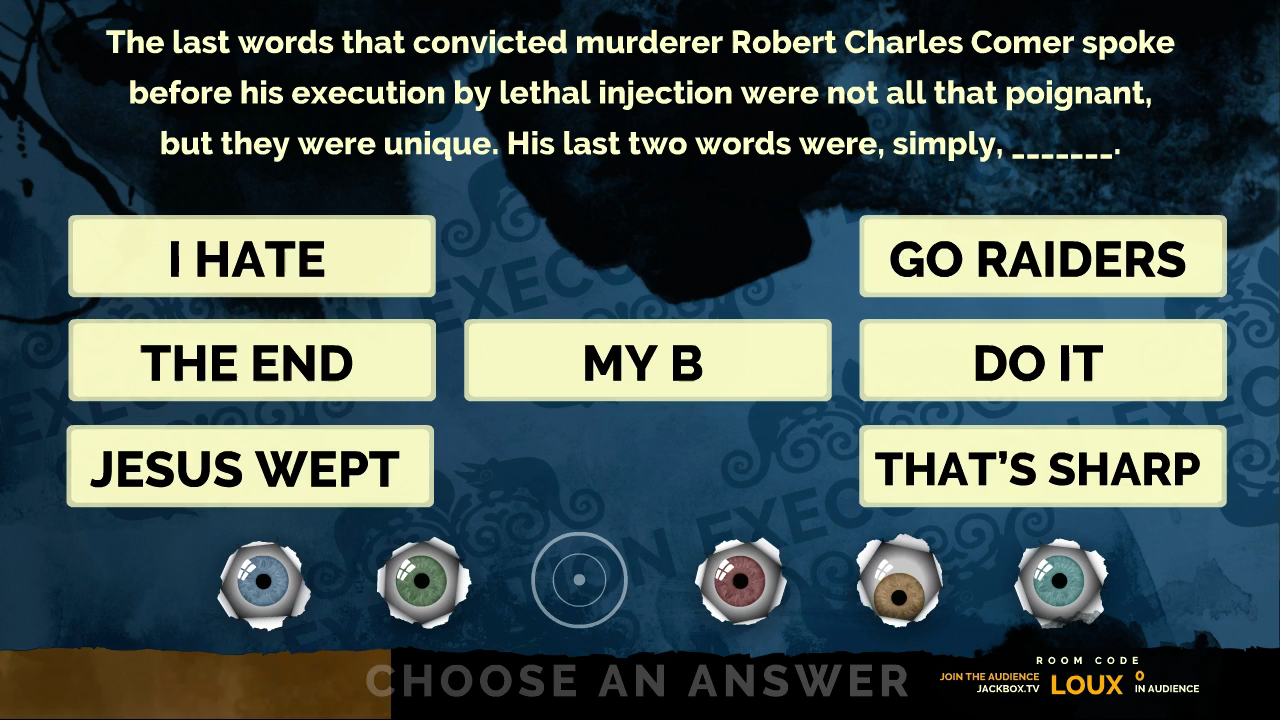 The last words that convicted murderer Robert Charles Comer spoke
before his execution by lethal injection were not all that poignant,
but they were unique. His last two words were, simply, _______.
I HATE
GO RAIDERS
THE END
MY B
DO IT
JESUS WEPT
THAT'S SHARP
CHOOSE AN ANSWER
ROOM CODE
JOIN THE AUDIENCE
JACKBOX.TV
LOUX
0
IN AUDIENCE